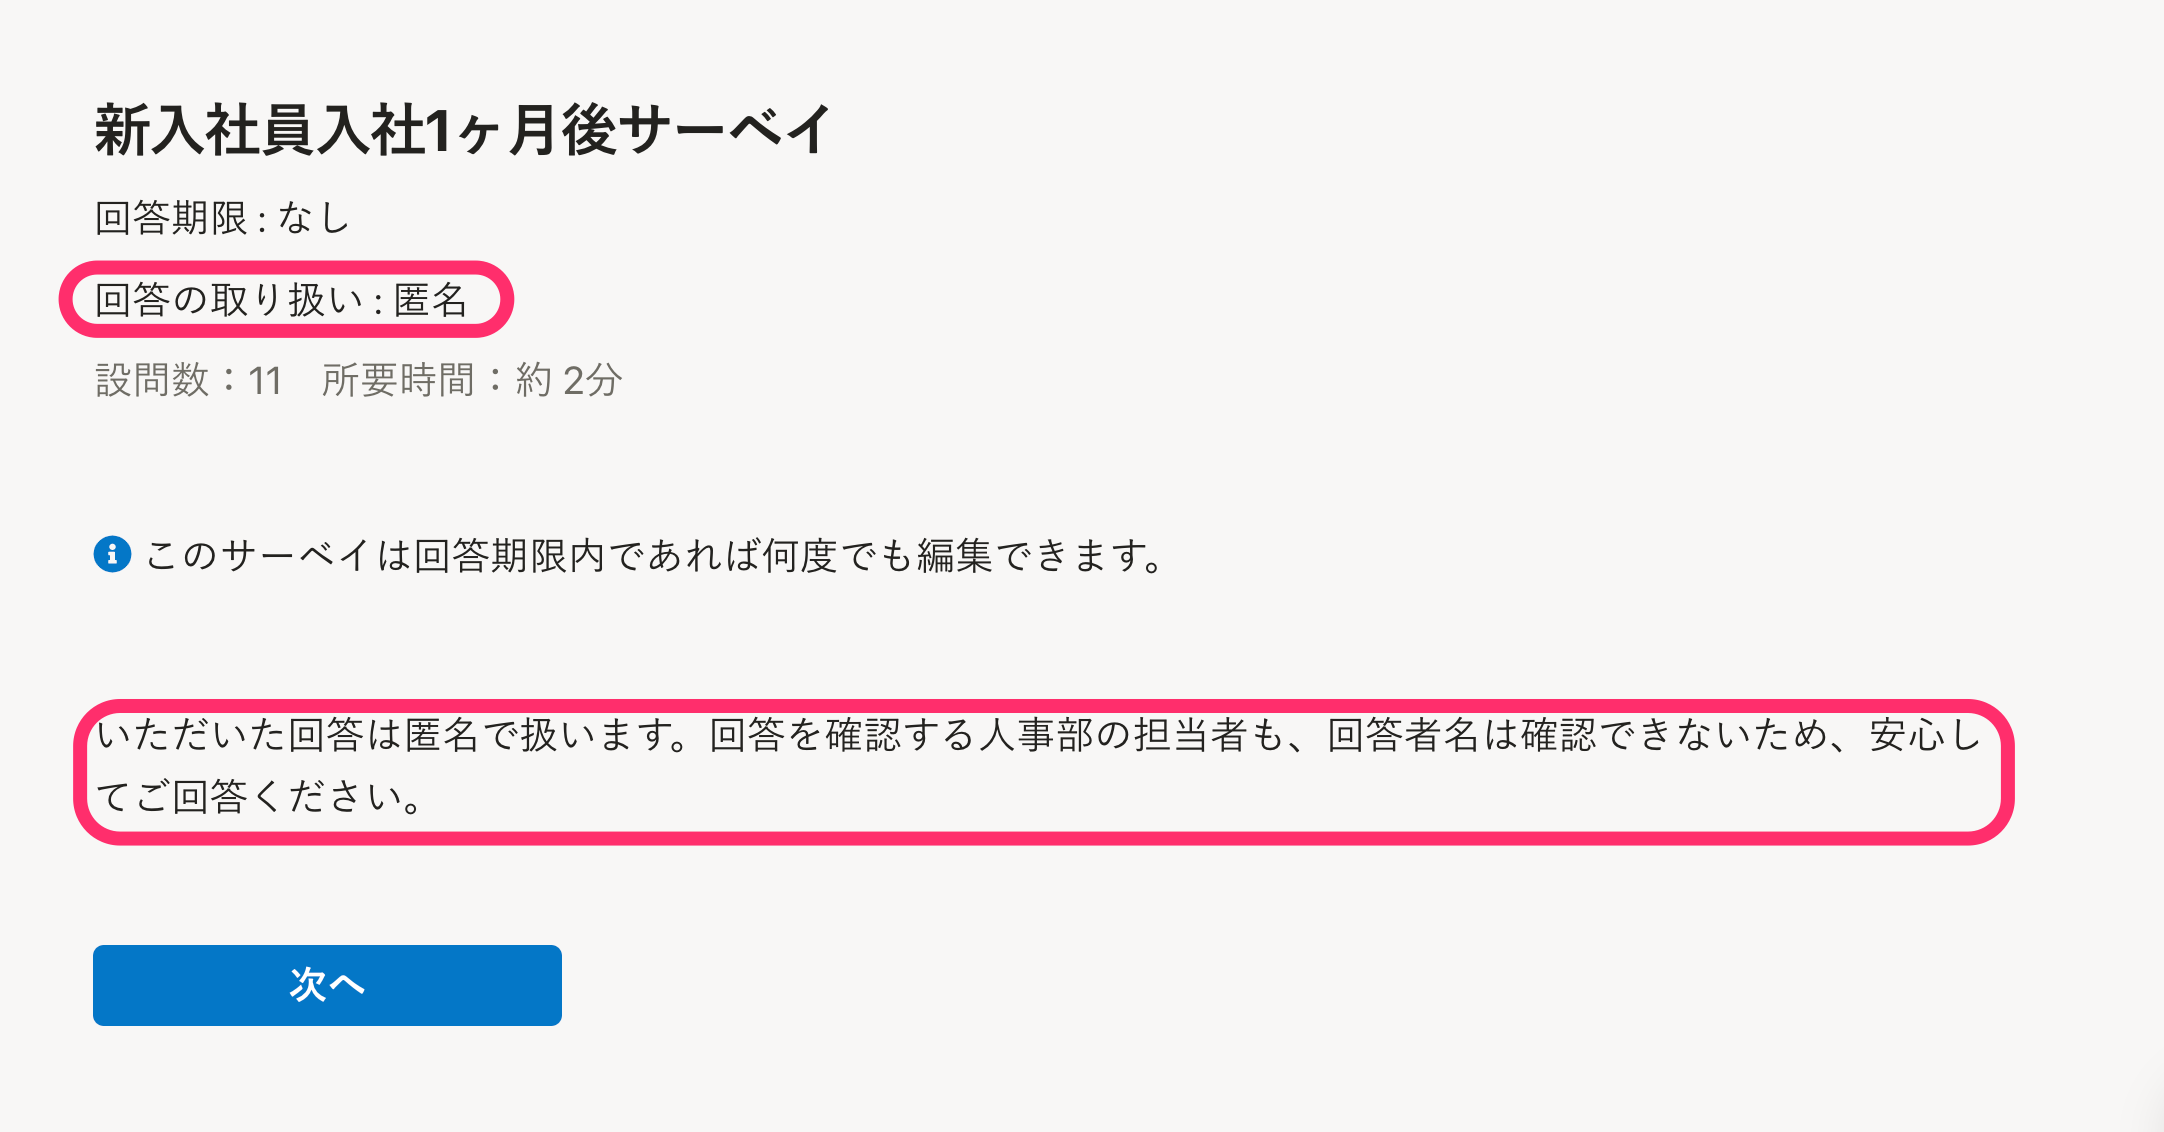 新入社員入社1ヶ月後サーベイ
回答期限 : なし
回答の取り扱い : 匿名
設問数：11　所要時間：約 2分
このサーベイは回答期限内であれば何度でも編集できます。
いただいた回答は匿名で扱います。回答を確認する人事部の担当者も、回答者名は確認できないため、安心し
てご回答ください。
次へ